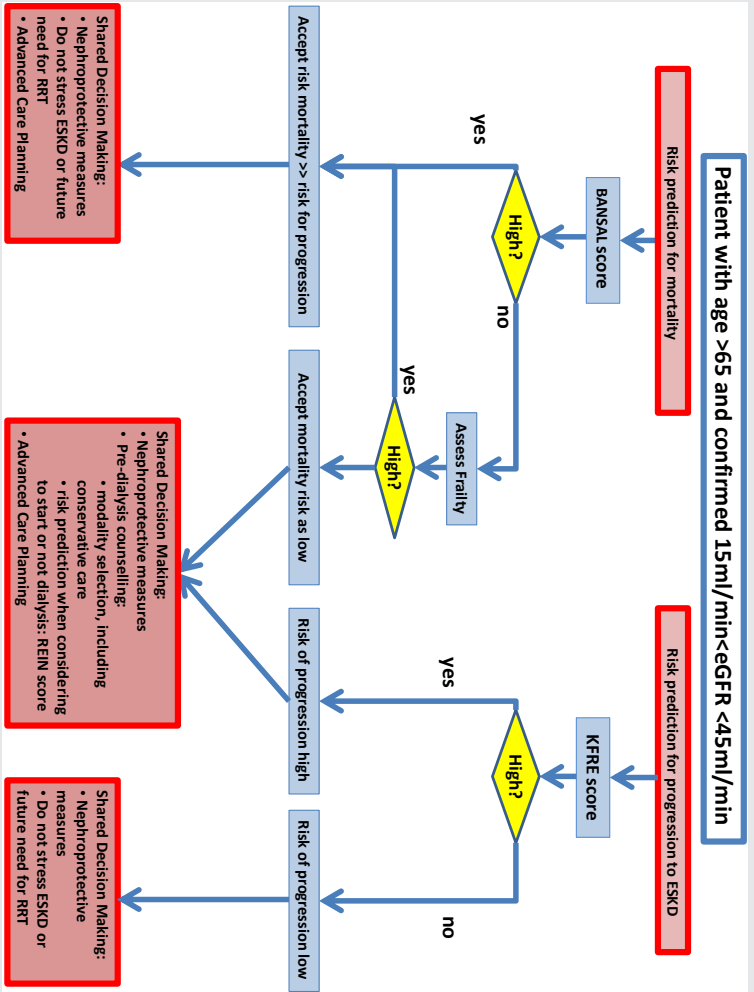 Patient with age >65 and confirmed 15ml/min<eGFR <45ml/min
Risk prediction for mortality
Risk prediction for progression to ESKD
BANSAL score
KFRE score
High?
yes
no
Assess Frailty
High?
yes
High?
yes
no
Accept risk mortality >> risk for progression
Accept mortality risk as low
Risk of progression high
Risk of progression low
Shared Decision Making:
• Nephroprotective measures
• Do not stress ESKD or future
need for RRT
• Advanced Care Planning
Shared Decision Making:
• Nephroprotective measures
• Pre-dialysis counselling:
• modality selection, including
conservative care
• risk prediction when considering
to start or not dialysis: REIN score
• Advanced Care Planning
Shared Decision Making:
• Nephroprotective
measures
• Do not stress ESKD or
future need for RRT